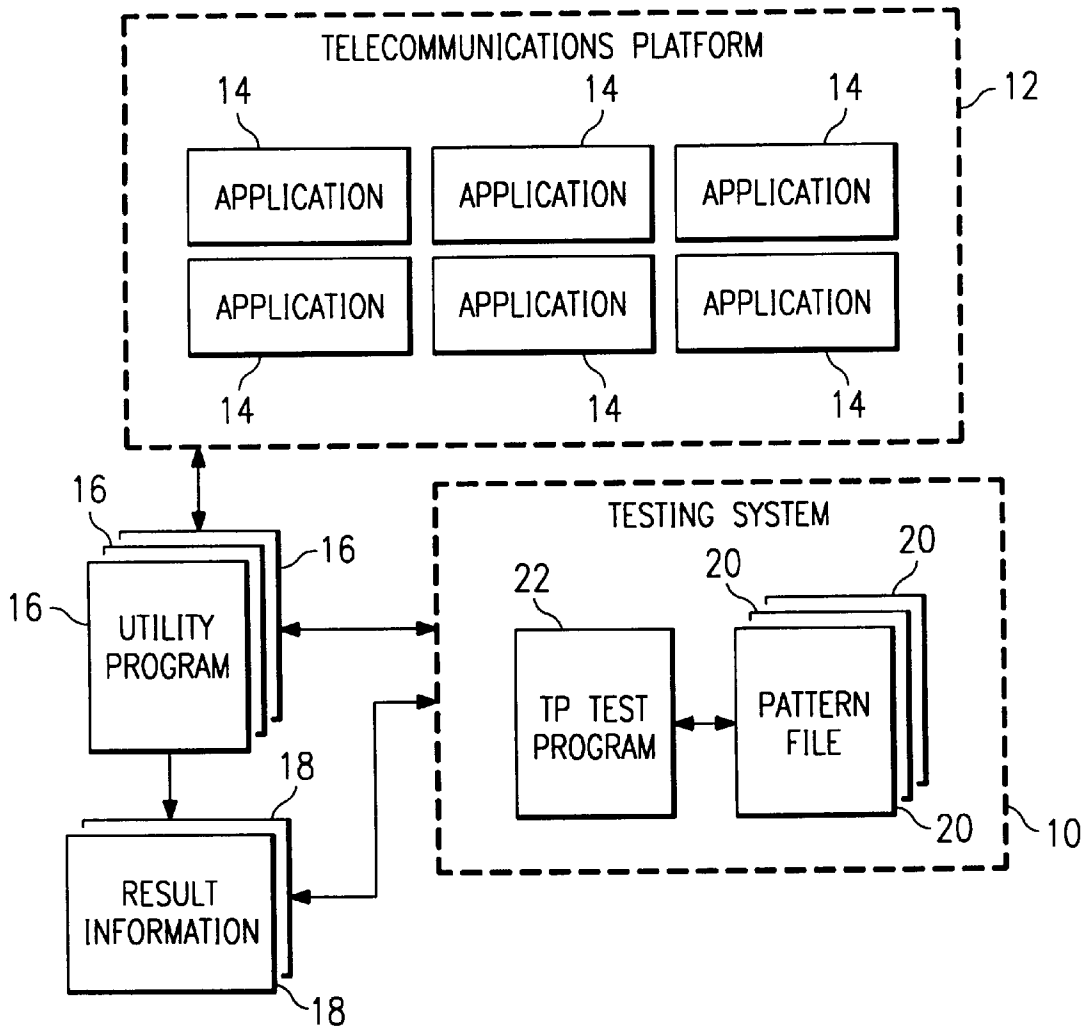 TELECOMMUNICATIONS PLATFORM
12
14
14
14
APPLICATION
APPLICATION
APPLICATION
APPLICATION
APPLICATION
APPLICATION
14
14
14
16
16
16
UTILITY
PROGRAM
TESTING SYSTEM
22
20
20
TP TEST
PROGRAM
PATTERN
FILE
20
10
18
RESULT
INFORMATION
18